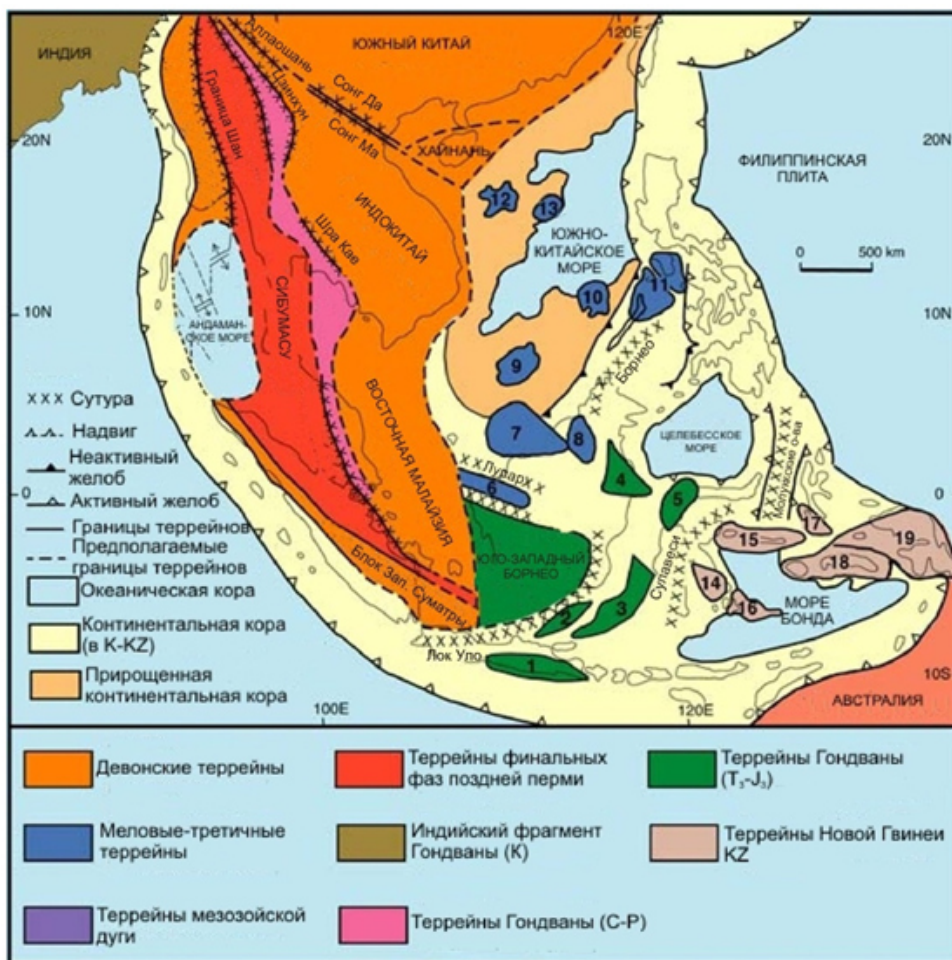 ИНДИЯ
Аллаошань
ЮЖНЫЙ КИТАЙ
120E
Цзинхун
Сонг Да
Граница Шан
Сонг Ма
ХАЙНАНЬ
20N
20N
ФИЛИППИНСКАЯ
ПЛИТА
ИНДОКИТАЙ
12
13
ЮЖНО-
КИТАЙСКОЕ
МОРЕ
Шра Кае
0
500 km
10
11
10N
10N
СИБУМАСУ
АНДАМАН-
СКОЕ МОРЕ
9
Борнео
ВОСТОЧНАЯ МАЛАЙЗИЯ
7
8
ЦЕЛЕБЕССКОЕ
МОРЕ
Молуккские о-ва
Лурарх
6
4
5
0
0
17
15
19
18
ЮГО-ЗАПАДНЫЙ
БОРНЕО
Сулавеси
14
16
Блок Зап. Суматры
2
3
МОРЕ
БОНДА
Люк Уло
1
10S
АВСТРАЛИЯ
100E
120E
xxx Сутура
Надвиг
Неактивный
желоб
Активный желоб
Границы террейнов
Предполагаемые
границы террейнов
Океаническая кора
Континентальная кора
(в K-KZ)
Прирощенная
континентальная кора
Девонские террейны
Террейны финальных
фаз поздней перми
Террейны Гондваны
(T₃-J₃)
Меловые-третичные
террейны
Индийский фрагмент
Гондваны (К)
Террейны Новой Гвинеи
KZ
Террейны мезозойской
дуги
Террейны Гондваны (C-P)